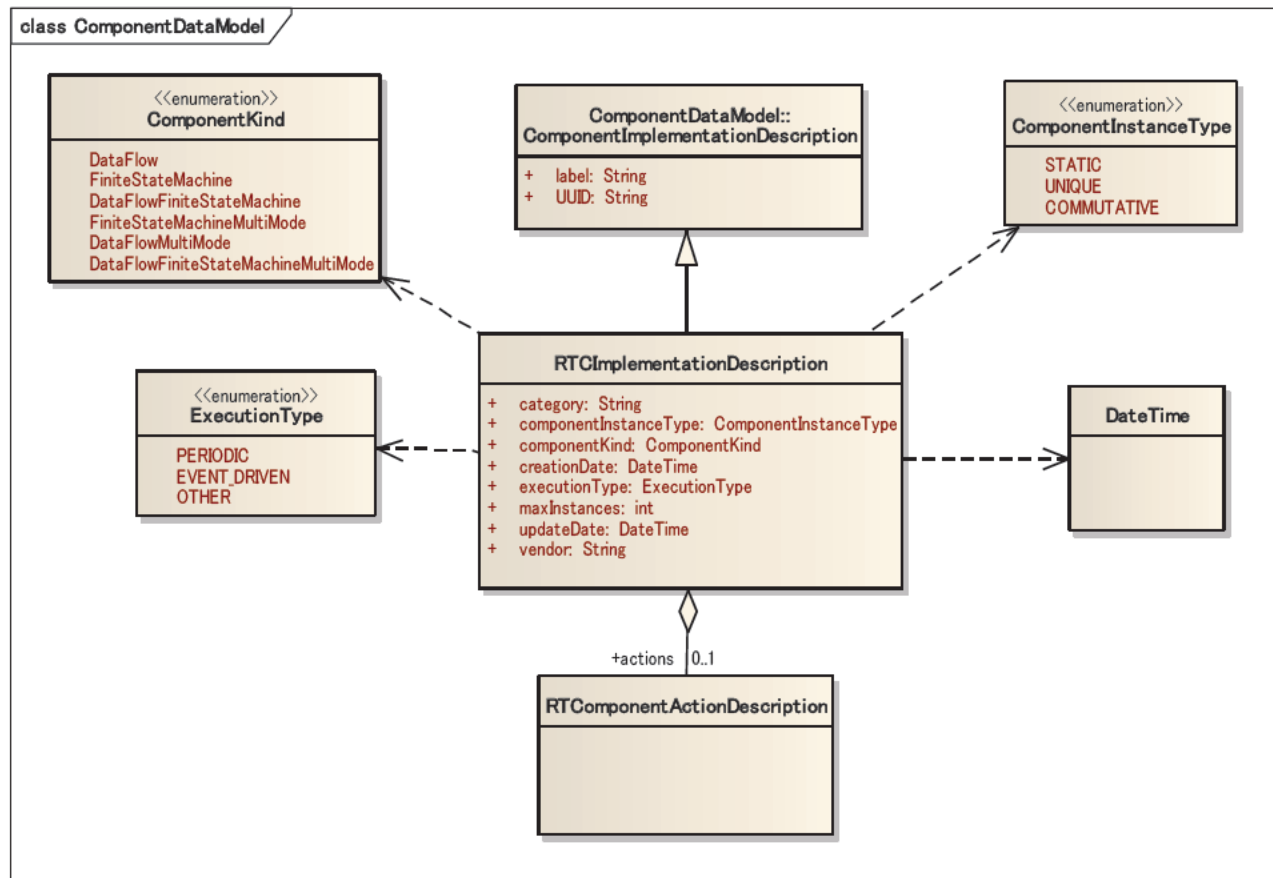 class ComponentDataModel
<<enumeration>>
ComponentKind
DataFlow
FiniteStateMachine
DataFlowFiniteStateMachine
FiniteStateMachineMultiMode
DataFlowMultiMode
DataFlowFiniteStateMachineMultiMode
ComponentDataModel::
ComponentImplementationDescription
+ label: String
+ UUID: String
<<enumeration>>
ComponentInstanceType
STATIC
UNIQUE
COMMUTATIVE
<<enumeration>>
ExecutionType
PERIODIC
EVENT_DRIVEN
OTHER
RTCImplementationDescription
+ category: String
+ componentInstanceType: ComponentInstanceType
+ componentKind: ComponentKind
+ creationDate: DateTime
+ executionType: ExecutionType
+ maxInstances: int
+ updateDate: DateTime
+ vendor: String
DateTime
+actions 0..1
RTComponentActionDescription